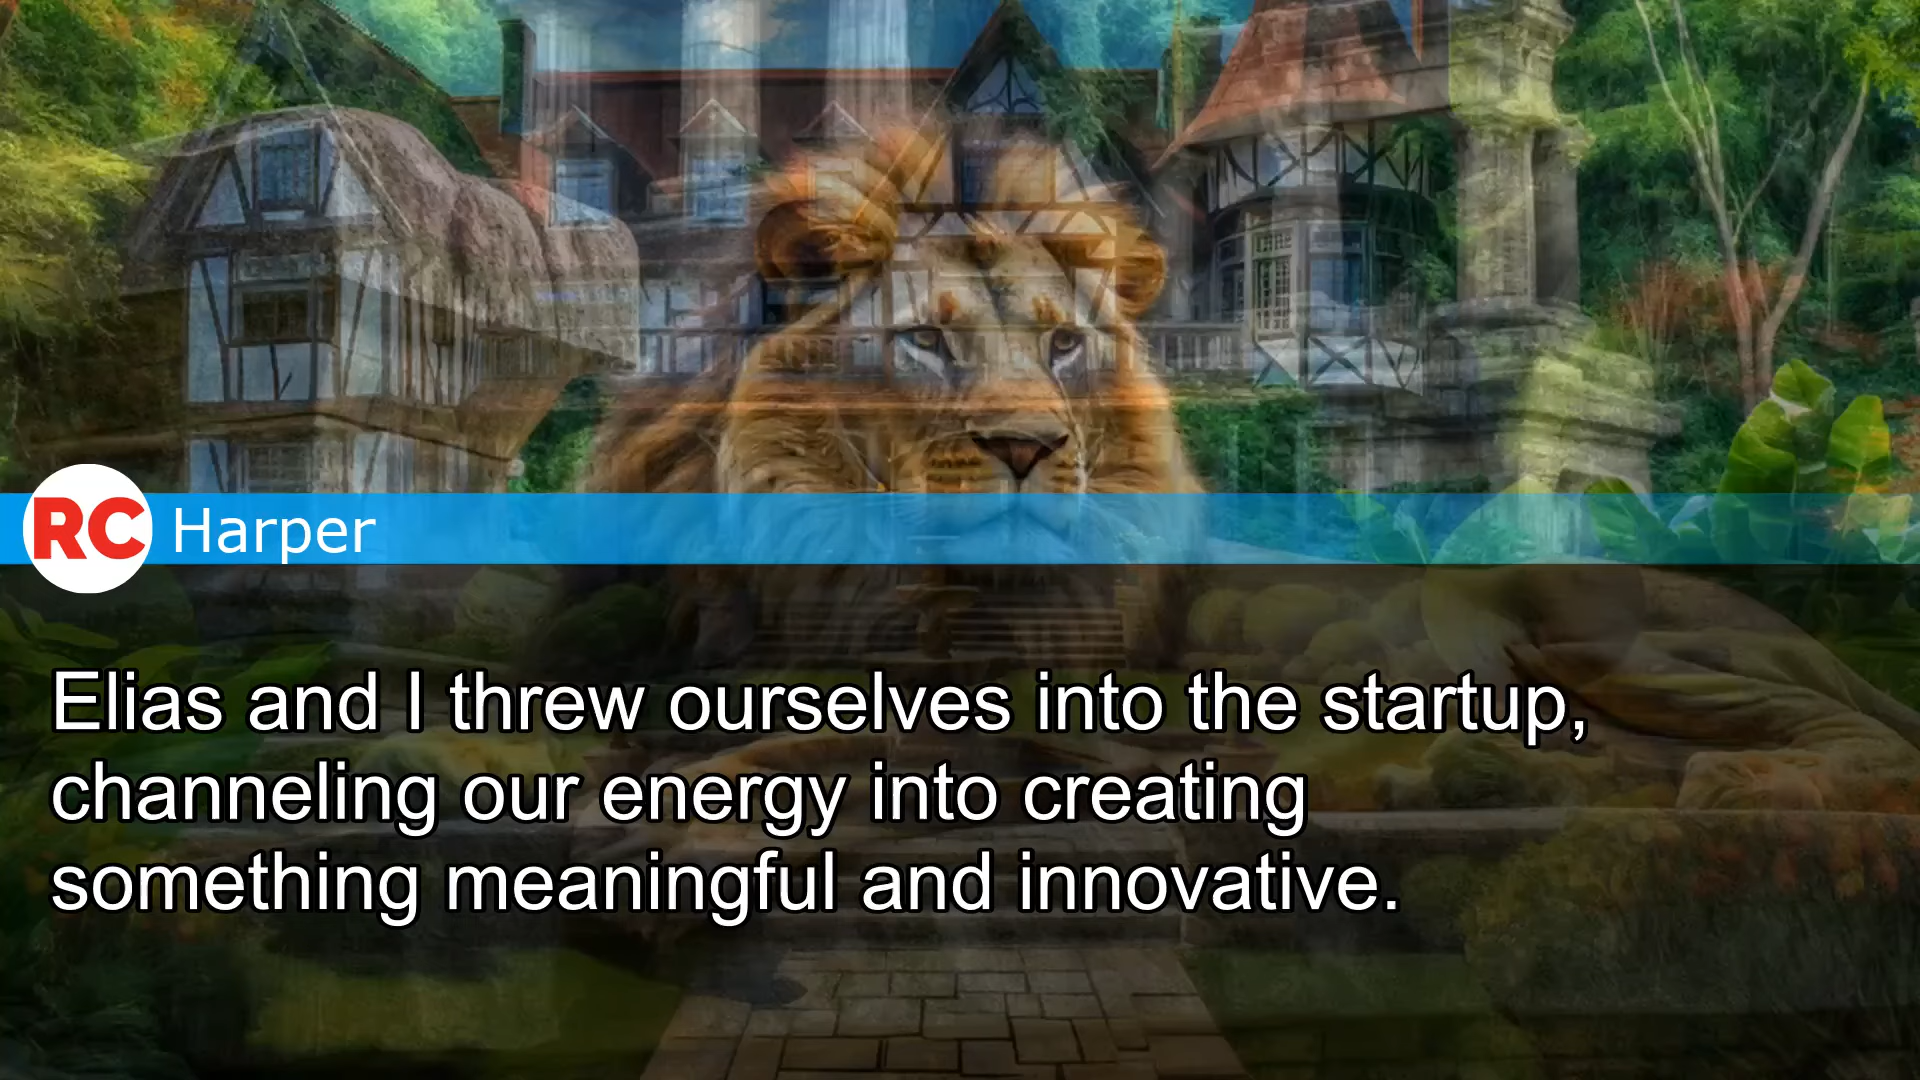 RC Harper
Elias and I threw ourselves into the startup,
channeling our energy into creating
something meaningful and innovative.